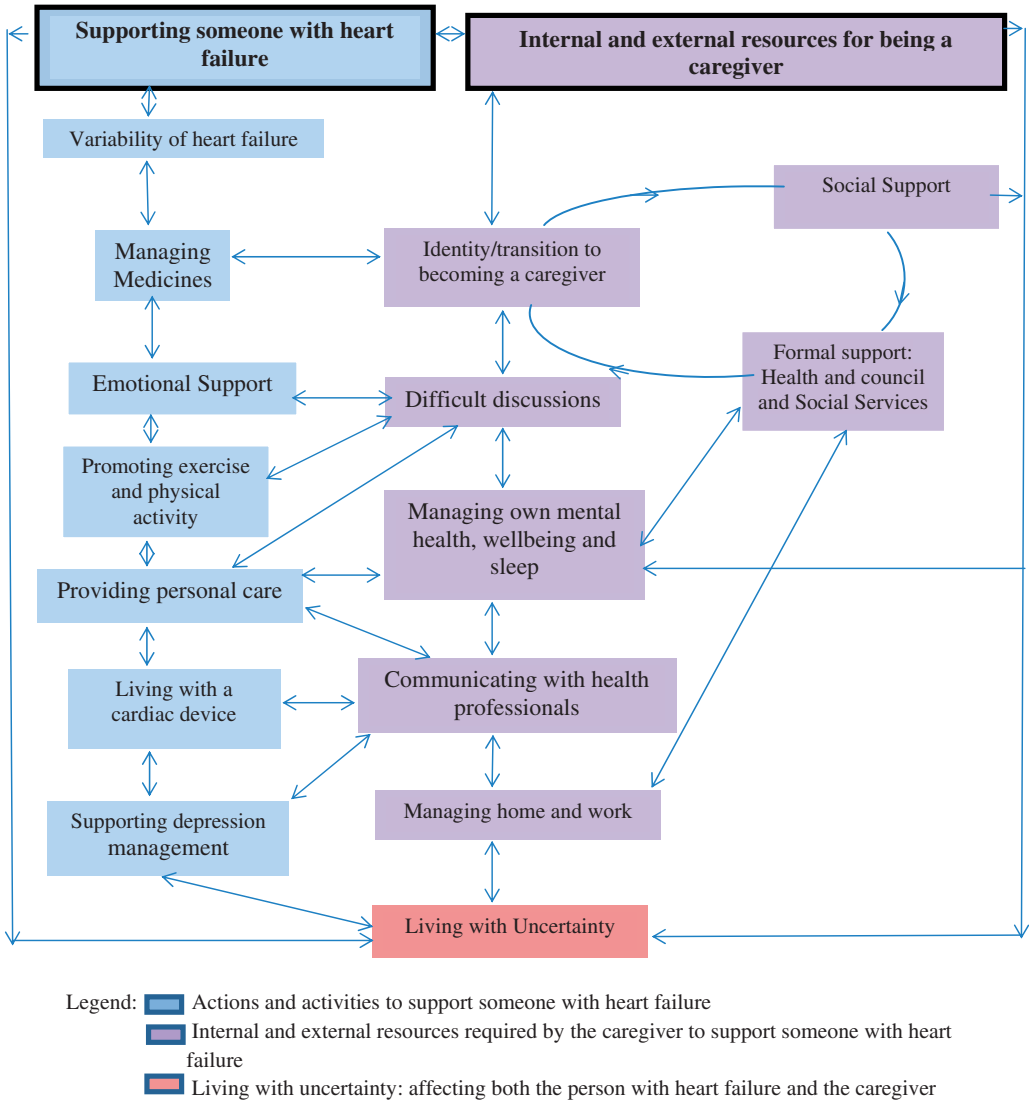 Supporting someone with heart
failure
Internal and external resources for being a
caregiver
Variability of heart failure
Social Support
Managing
Medicines
Identity/transition to
becoming a caregiver
Formal support:
Health and council
and Social Services
Emotional Support
Difficult discussions
Promoting exercise
and physical
activity
Managing own mental
health, wellbeing and
sleep
Providing personal care
Living with a
cardiac device
Communicating with health
professionals
Supporting depression
management
Managing home and work
Living with Uncertainty
Legend:
Actions and activities to support someone with heart failure
Internal and external resources required by the caregiver to support someone with heart
failure
Living with uncertainty: affecting both the person with heart failure and the caregiver